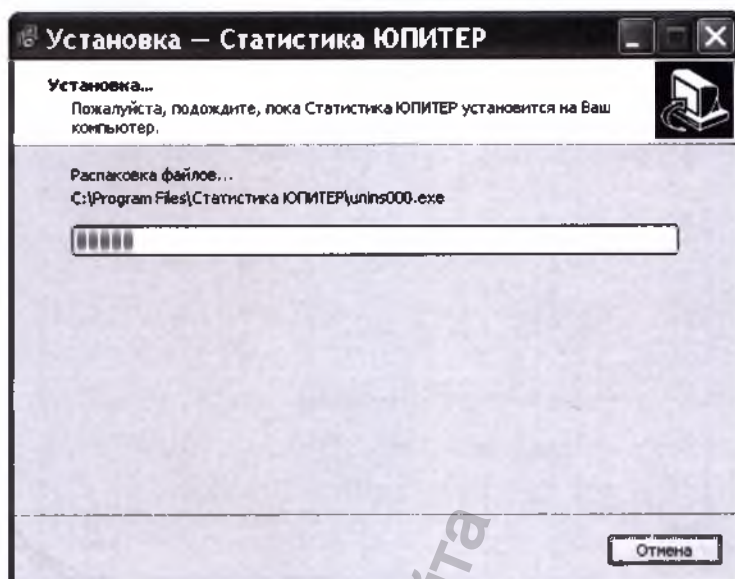 Установка — Статистика ЮПИТЕР
Установка...
Пожалуйста, подождите, пока Статистика ЮПИТЕР установится на Ваш
компьютер.
Распаковка файлов...
C:\Program Files\Статистика ЮПИТЕР\unins000.exe
Отмена